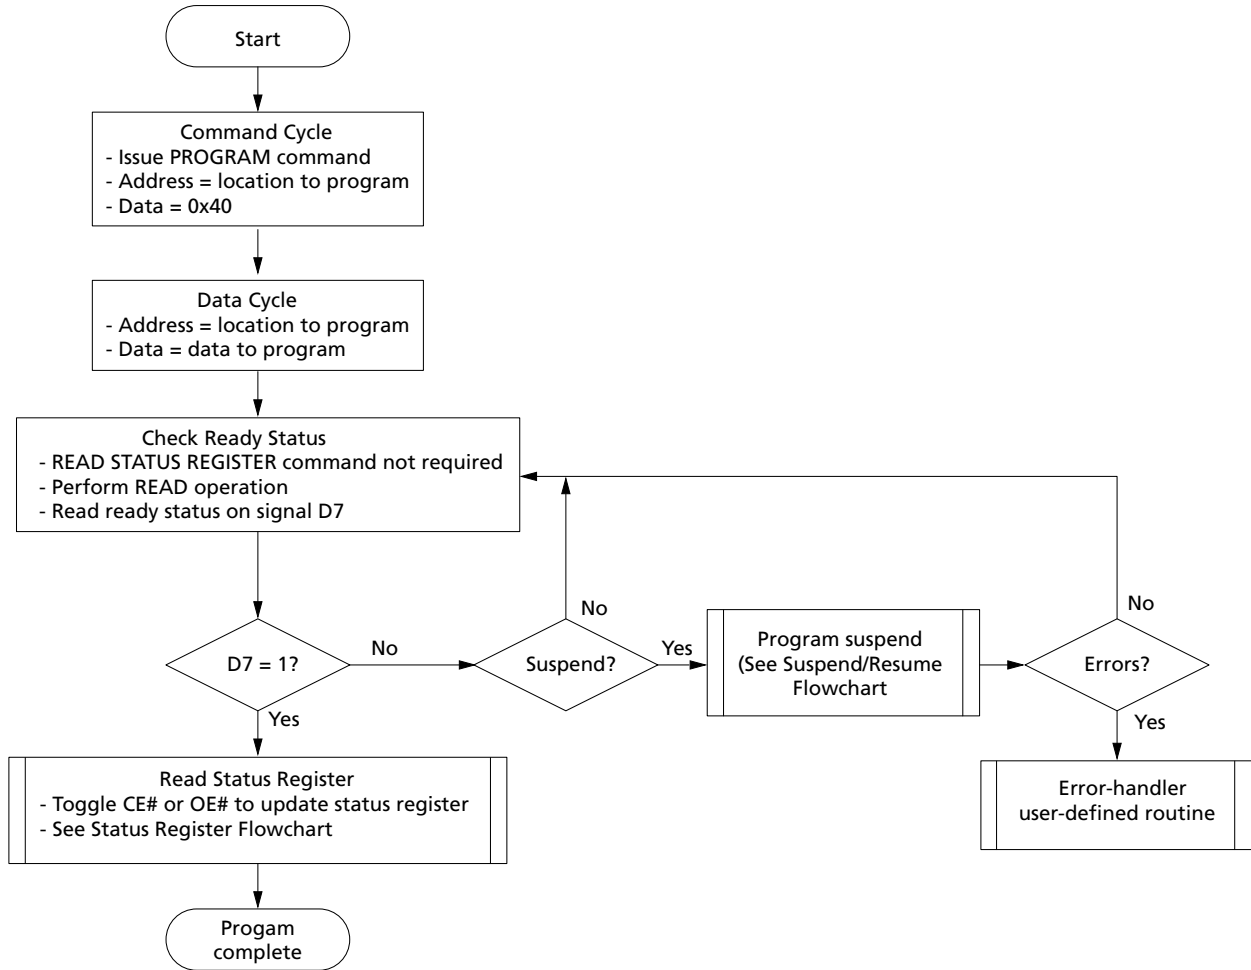 Start
Command Cycle
- Issue PROGRAM command
- Address = location to program
- Data = 0x40
Data Cycle
- Address = location to program
- Data = data to program
Check Ready Status
- READ STATUS REGISTER command not required
- Perform READ operation
- Read ready status on signal D7
D7 = 1?
No
Suspend?
No
Yes
Program suspend
(See Suspend/Resume
Flowchart
Errors?
No
Yes
Error-handler
user-defined routine
Yes
Read Status Register
- Toggle CE# or OE# to update status register
- See Status Register Flowchart
Progam
complete